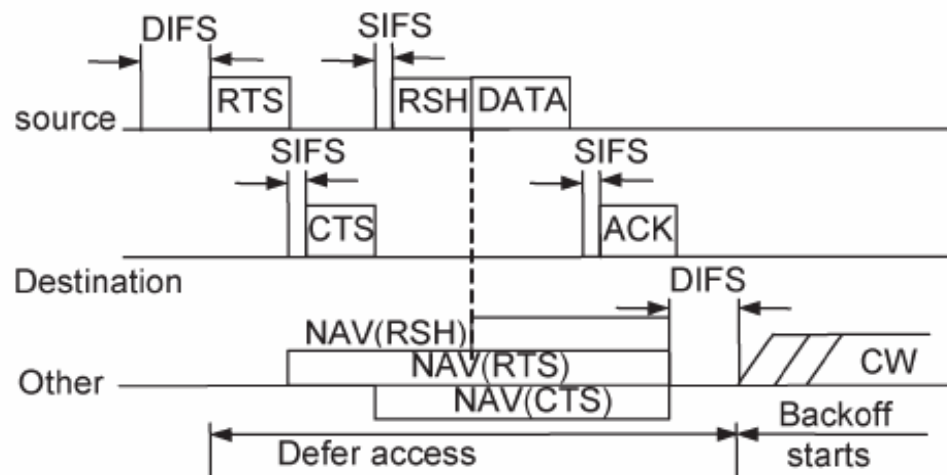 DIFS
SIFS
RTS
RSH
DATA
source
SIFS
SIFS
CTS
ACK
Destination
DIFS
NAV(RSH)
NAV(RTS)
CW
Other
NAV(CTS)
Defer access
Backoff
starts